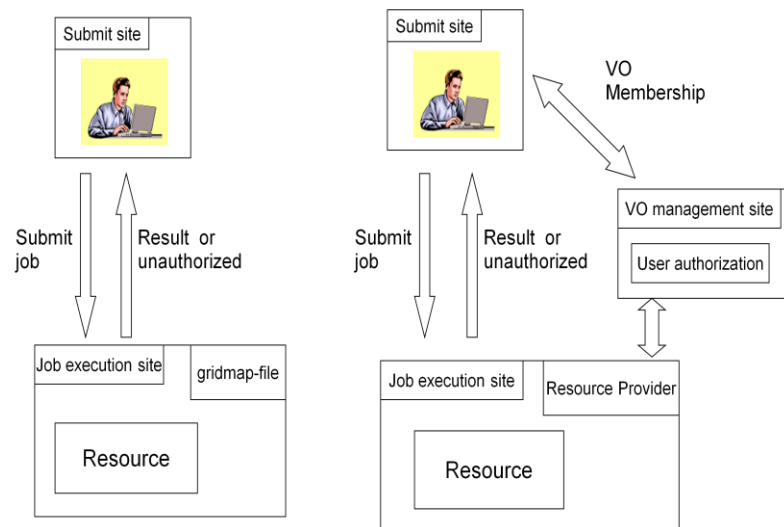 Submit site
Submit
job
Result or
unauthorized
Job execution site
gridmap-file
Resource
Submit site
VO
Membership
VO management site
User authorization
Submit
job
Result or
unauthorized
Job execution site
Resource Provider
Resource